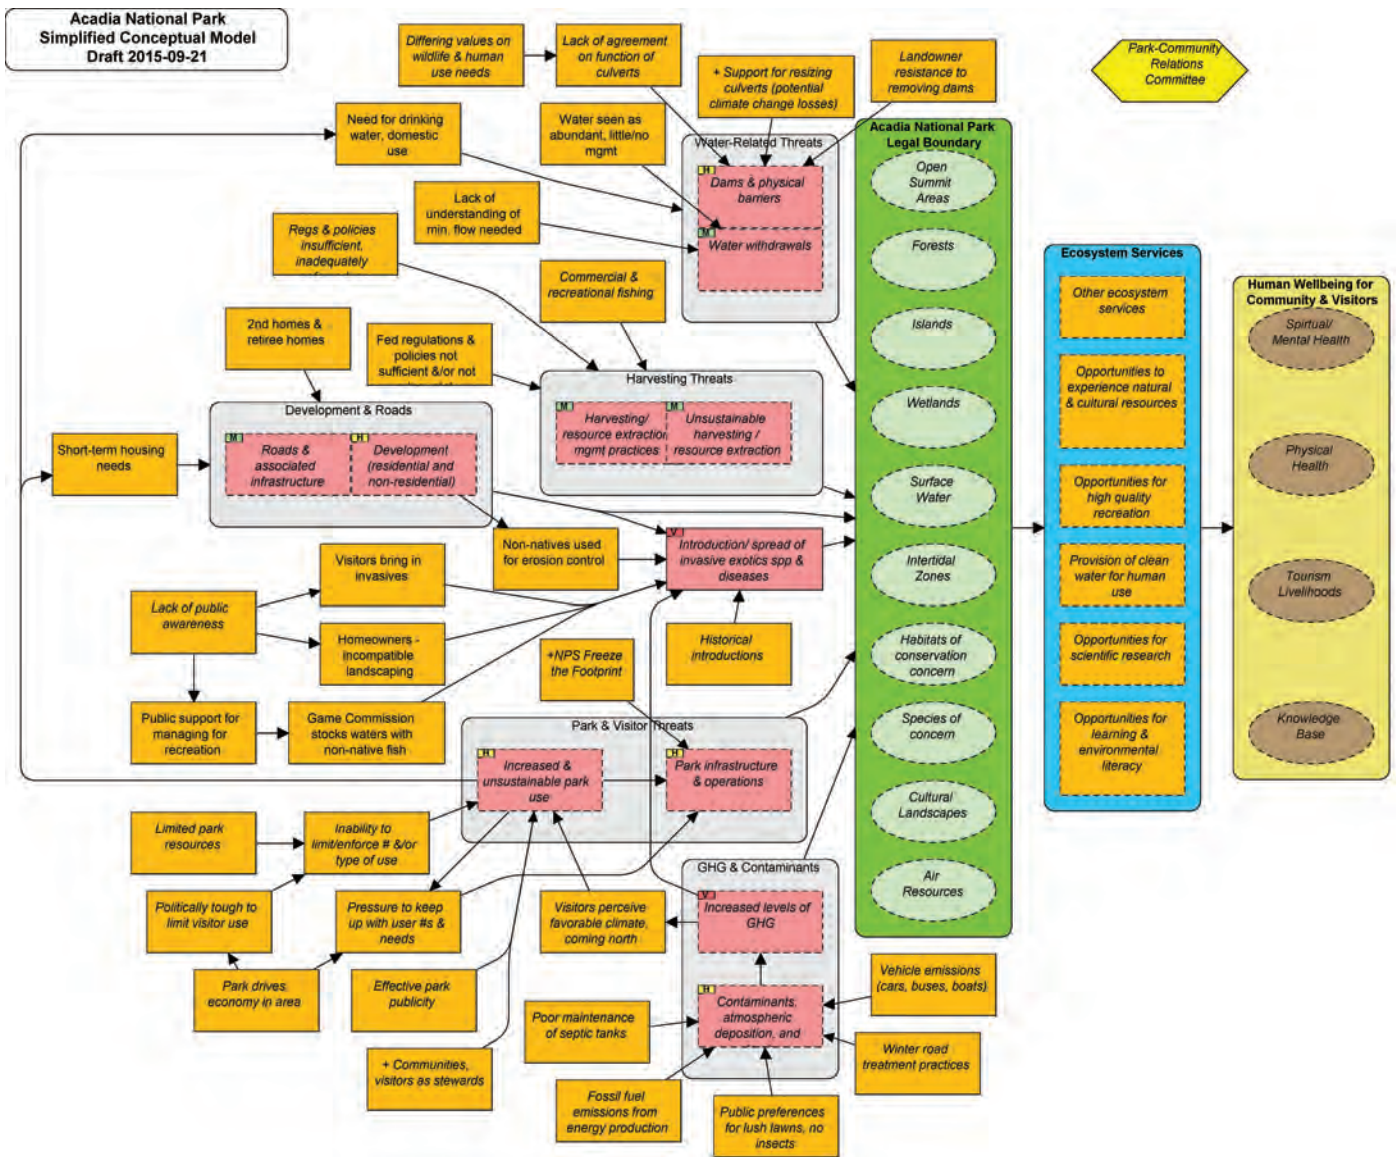 Acadia National Park
Simplified Conceptual Model
Draft 2015-09-21
Differing values on
wildlife & human
use needs
Lack of agreement
on function of
culverts
+ Support for resizing
culverts (potential
climate change losses)
Landowner
resistance to
removing dams
Park-Community
Relations
Committee
Need for drinking
water, domestic
use
Water seen as
abundant, little/no
mgmt
Water-Related Threats
H
Dams & physical
barriers
M
Water withdrawals
Lack of
understanding of
min. flow needed
Regs & policies
insufficient,
inadequately
Commercial &
recreational fishing
2nd homes &
retiree homes
Fed regulations &
policies not
sufficient &/or not
Harvesting Threats
M
Harvesting/
resource extraction
mgmt practices
M
Unsustainable
harvesting /
resource extraction
Development & Roads
M
Roads &
associated
infrastructure
H
Development
(residential and
non-residential)
Short-term housing
needs
Non-natives used
for erosion control
V
Introduction/ spread of
invasive exotics spp &
diseases
Visitors bring in
invasives
Lack of public
awareness
Homeowners -
incompatible
landscaping
Historical
introductions
+NPS Freeze
the Footprint
Public support for
managing for
recreation
Game Commission
stocks waters with
non-native fish
Park & Visitor Threats
H
Increased &
unsustainable park
use
H
Park infrastructure
& operations
Limited park
resources
Inability to
limit/enforce # &/or
type of use
Politically tough to
limit visitor use
Pressure to keep
up with user #s &
needs
Visitors perceive
favorable climate,
coming north
GHG & Contaminants
V
Increased levels of
GHG
Park drives
economy in area
Effective park
publicity
H
Contaminants,
atmospheric
deposition, and
Vehicle emissions
(cars, buses, boats)
Poor maintenance
of septic tanks
Winter road
treatment practices
+ Communities,
visitors as stewards
Fossil fuel
emissions from
energy production
Public preferences
for lush lawns, no
insects
Acadia National Park
Legal Boundary
Open
Summit
Areas
Forests
Islands
Wetlands
Surface
Water
Intertidal
Zones
Habitats of
conservation
concern
Species of
concern
Cultural
Landscapes
Air
Resources
Ecosystem Services
Other ecosystem
services
Opportunities to
experience natural
& cultural resources
Opportunities for
high quality
recreation
Provision of clean
water for human
use
Opportunities for
scientific research
Opportunities for
learning &
environmental
literacy
Human Wellbeing for
Community & Visitors
Spirtual/
Mental Health
Physical
Health
Tourism
Livelihoods
Knowledge
Base